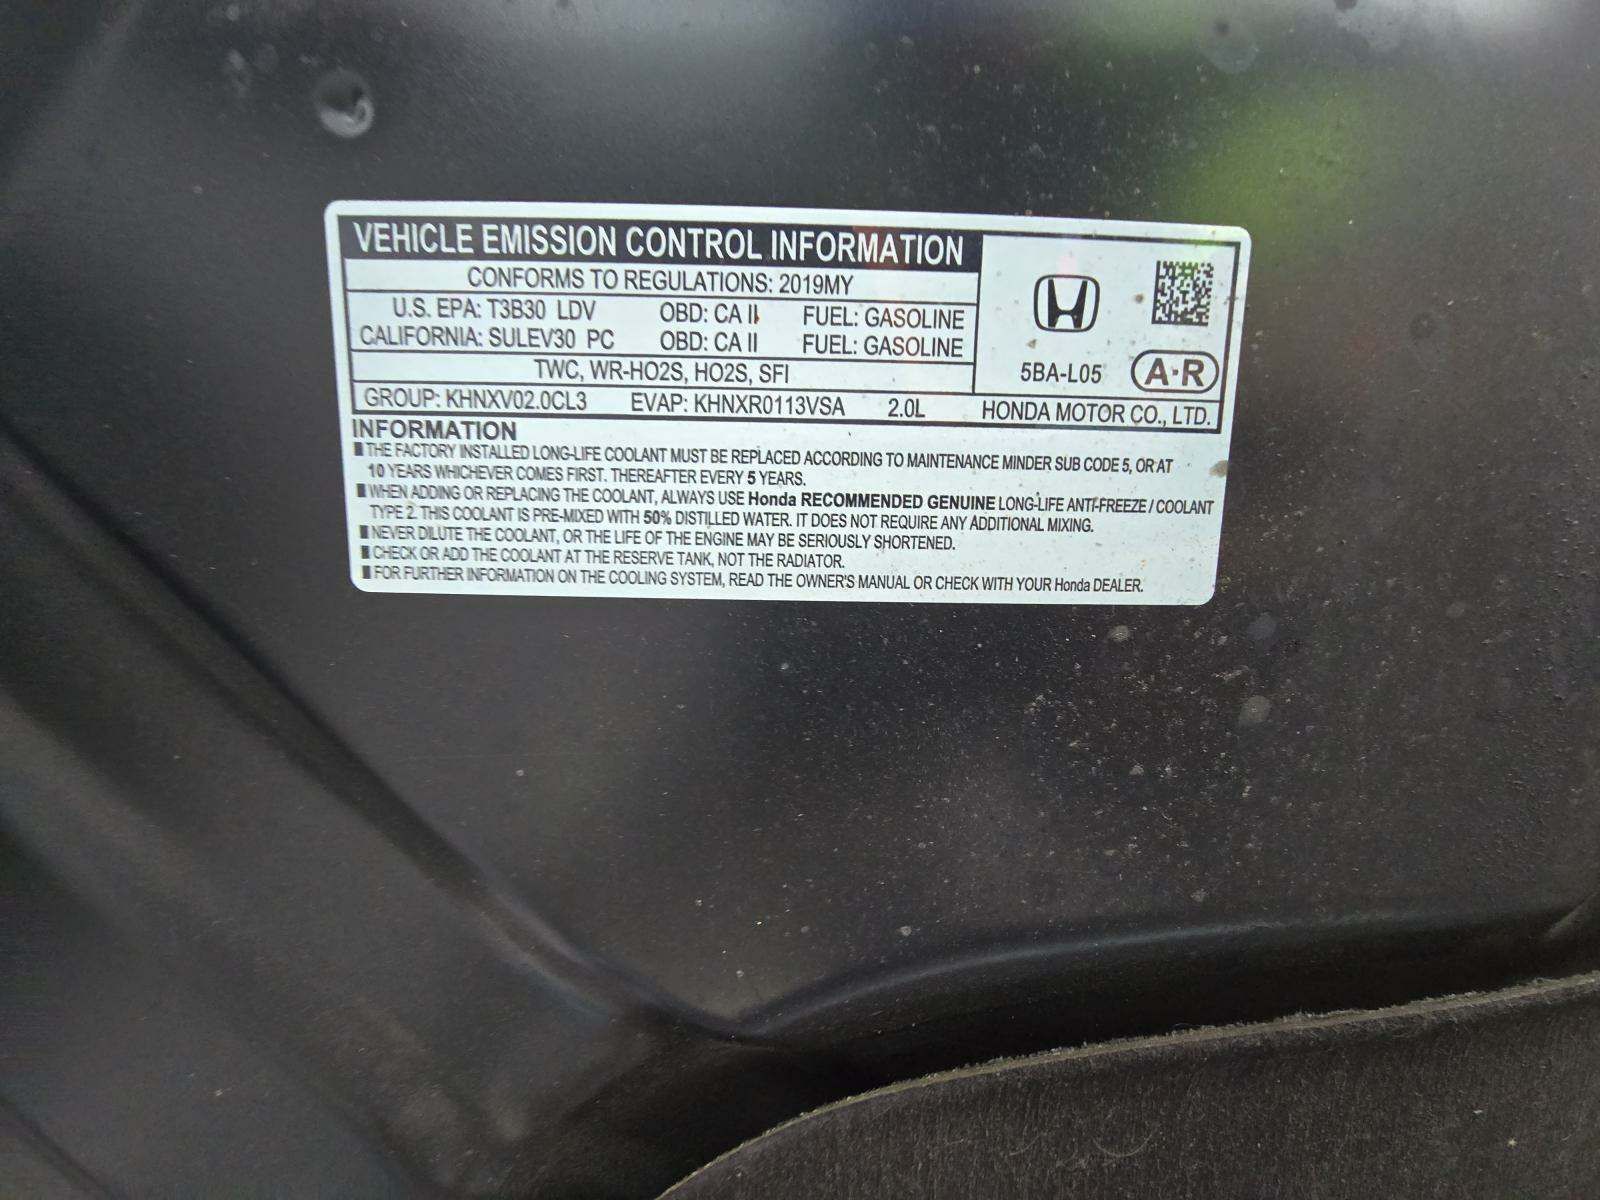 VEHICLE EMISSION CONTROL INFORMATION
CONFORMS TO REGULATIONS: 2019MY
U.S. EPA: T3B30 LDV OBD: CA II FUEL: GASOLINE
CALIFORNIA: SULEV30 PC OBD: CA II FUEL: GASOLINE
TWC, WR-HO2S, HO2S, SFI
5BA-L05 A·R
GROUP: KHNXV02.0CL3 EVAP: KHNXR0113VSA 2.0L HONDA MOTOR CO., LTD.
INFORMATION
■ THE FACTORY INSTALLED LONG-LIFE COOLANT MUST BE REPLACED ACCORDING TO MAINTENANCE MINDER SUB CODE 5, OR AT
10 YEARS WHICHEVER COMES FIRST. THEREAFTER EVERY 5 YEARS.
■ WHEN ADDING OR REPLACING THE COOLANT, ALWAYS USE Honda RECOMMENDED GENUINE LONG-LIFE ANTI-FREEZE / COOLANT
TYPE 2. THIS COOLANT IS PRE-MIXED WITH 50% DISTILLED WATER. IT DOES NOT REQUIRE ANY ADDITIONAL MIXING.
■ NEVER DILUTE THE COOLANT, OR THE LIFE OF THE ENGINE MAY BE SERIOUSLY SHORTENED.
■ CHECK OR ADD THE COOLANT AT THE RESERVE TANK, NOT THE RADIATOR.
■ FOR FURTHER INFORMATION ON THE COOLING SYSTEM, READ THE OWNER'S MANUAL OR CHECK WITH YOUR Honda DEALER.